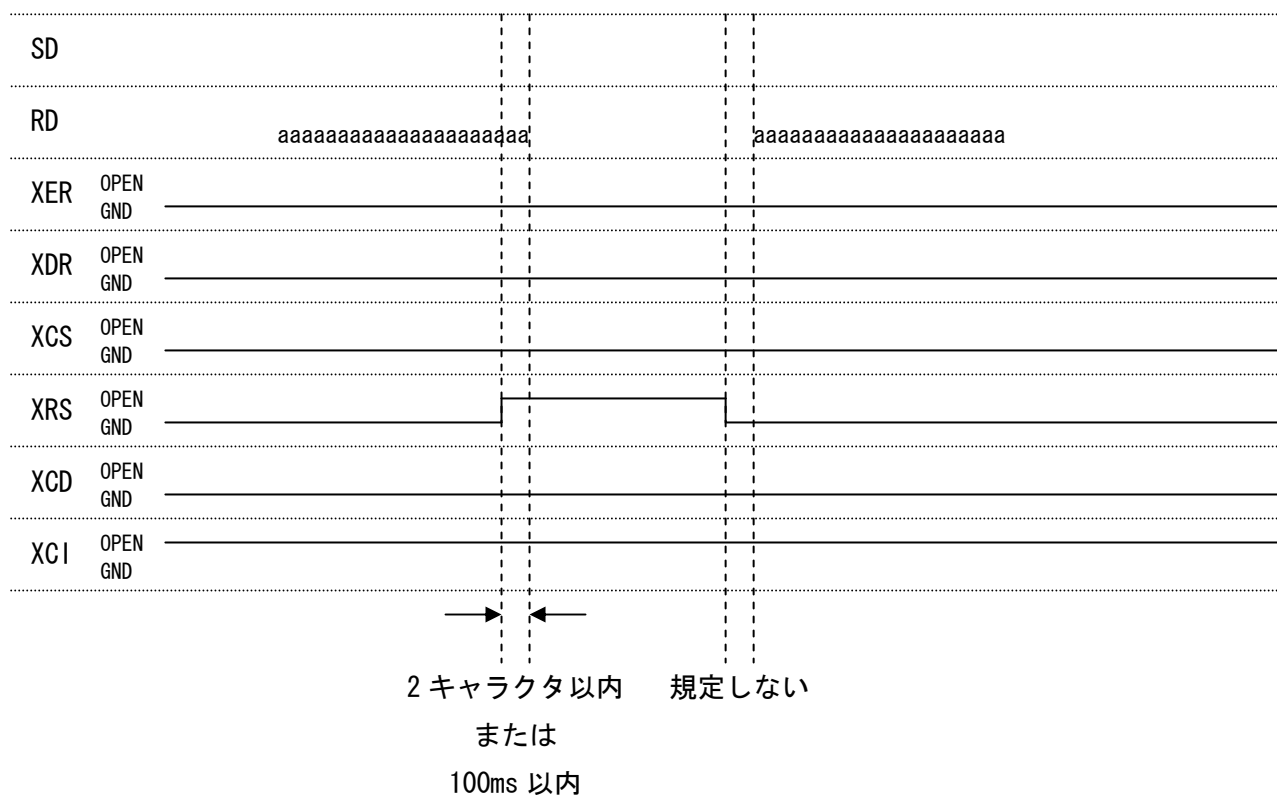 SD
RD
aaaaaaaaaaaaaaaaaaaaa aaaaaaaaaaaaaaaaaaaaa
XER OPEN
GND
XDR OPEN
GND
XCS OPEN
GND
XRS OPEN
GND
XCD OPEN
GND
XCI OPEN
GND
2 キャラクタ以内 規定しない
または
100ms 以内